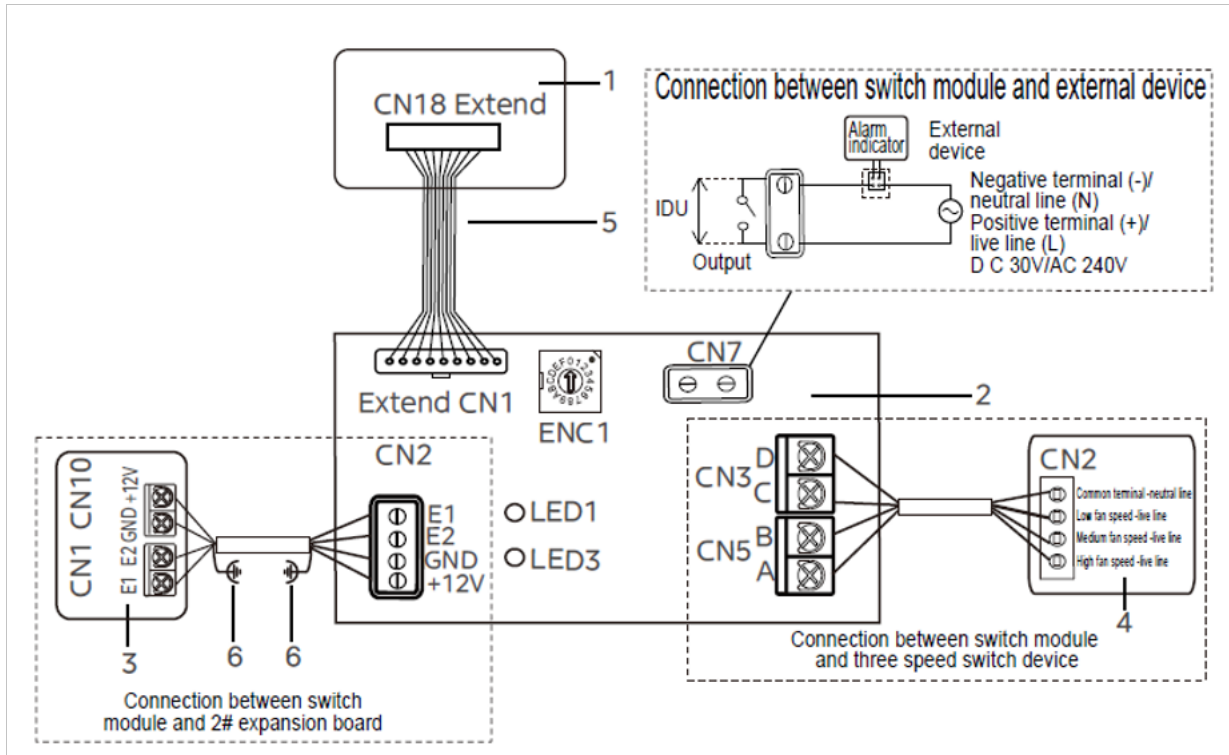 CN18 Extend
1
5
Connection between switch module and external device
Alarm
indicator
External
device
IDU
Output
Negative terminal (-)/
neutral line (N)
Positive terminal (+)/
live line (L)
D C 30V/AC 240V
Extend CN1
ABCDEF0123456789
ENC1
CN7
2
CN2
E1
E2
GND
+12V
LED1
LED3
CN1 CN10
E1 E2 GND +12V
3
6
6
Connection between switch
module and 2# expansion board
CN3
D
C
CN5
B
A
CN2
Common terminal -neutral line
Low fan speed -live line
Medium fan speed -live line
High fan speed -live line
4
Connection between switch module
and three speed switch device